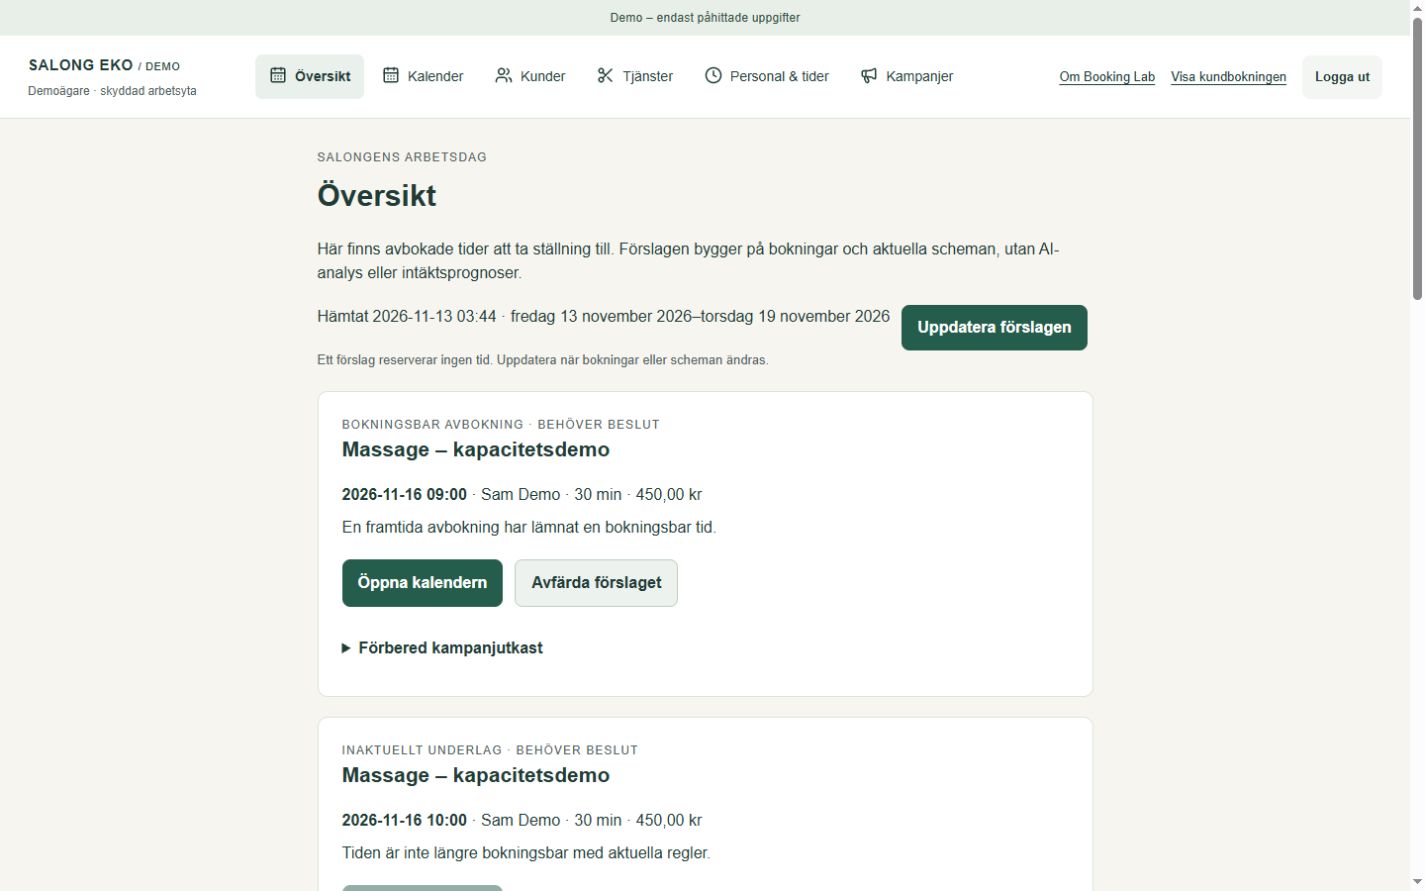 Demo – endast påhittade uppgifter
SALONG EKO / DEMO
Demoägare · skyddad arbetsyta
Översikt
Kalender
Kunder
Tjänster
Personal & tider
Kampanjer
Om Booking Lab
Visa kundbokningen
Logga ut
SALONGENS ARBETSDAG
Översikt
Här finns avbokade tider att ta ställning till. Förslagen bygger på bokningar och aktuella scheman, utan AI-
analys eller intäktsprognoser.
Hämtat 2026-11-13 03:44 · fredag 13 november 2026–torsdag 19 november 2026
Uppdatera förslagen
Ett förslag reserverar ingen tid. Uppdatera när bokningar eller scheman ändras.
BOKNINGSBAR AVBOKNING · BEHÖVER BESLUT
Massage – kapacitetsdemo
2026-11-16 09:00 · Sam Demo · 30 min · 450,00 kr
En framtida avbokning har lämnat en bokningsbar tid.
Öppna kalendern
Avfärda förslaget
Förbered kampanjutkast
INAKTUELLT UNDERLAG · BEHÖVER BESLUT
Massage – kapacitetsdemo
2026-11-16 10:00 · Sam Demo · 30 min · 450,00 kr
Tiden är inte längre bokningsbar med aktuella regler.